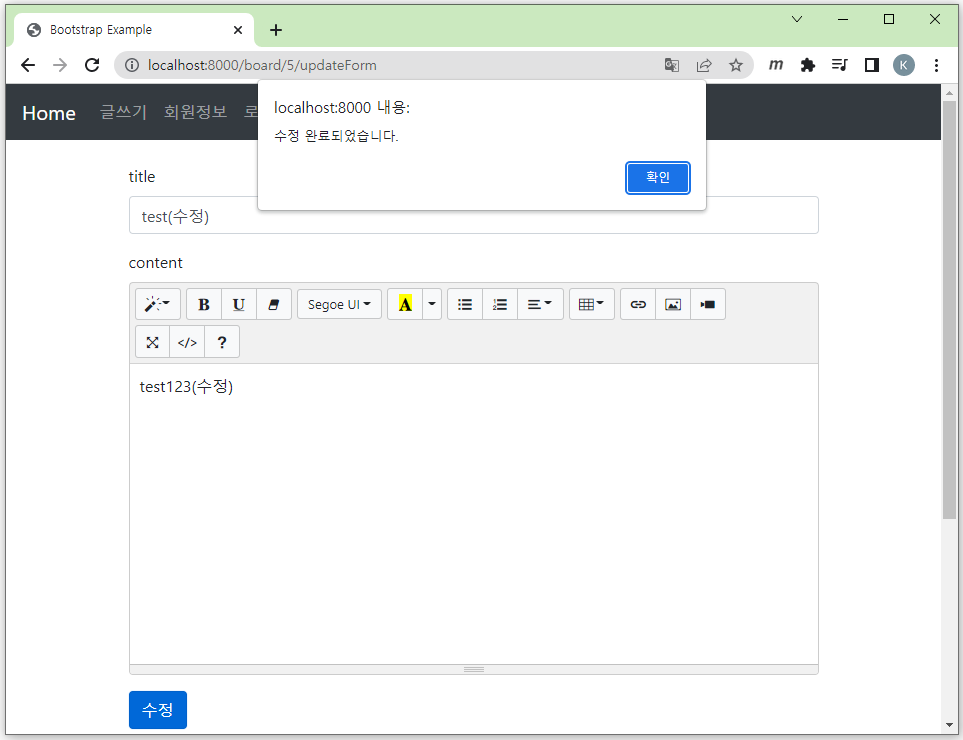 Bootstrap Example
localhost:8000/board/5/updateForm
m
K
Home 글쓰기 회원정보 로
localhost:8000 내용:
수정 완료되었습니다.
확인
title
test(수정)
content
B U Segoe UI A
</> ?
test123(수정)
수정